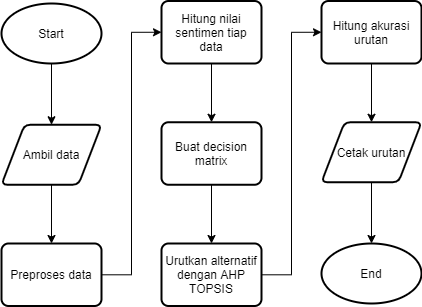 Start
Ambil data
Preproses data
Hitung nilai
sentimen tiap
data
Buat decision
matrix
Urutkan alternatif
dengan AHP
TOPSIS
Hitung akurasi
urutan
Cetak urutan
End